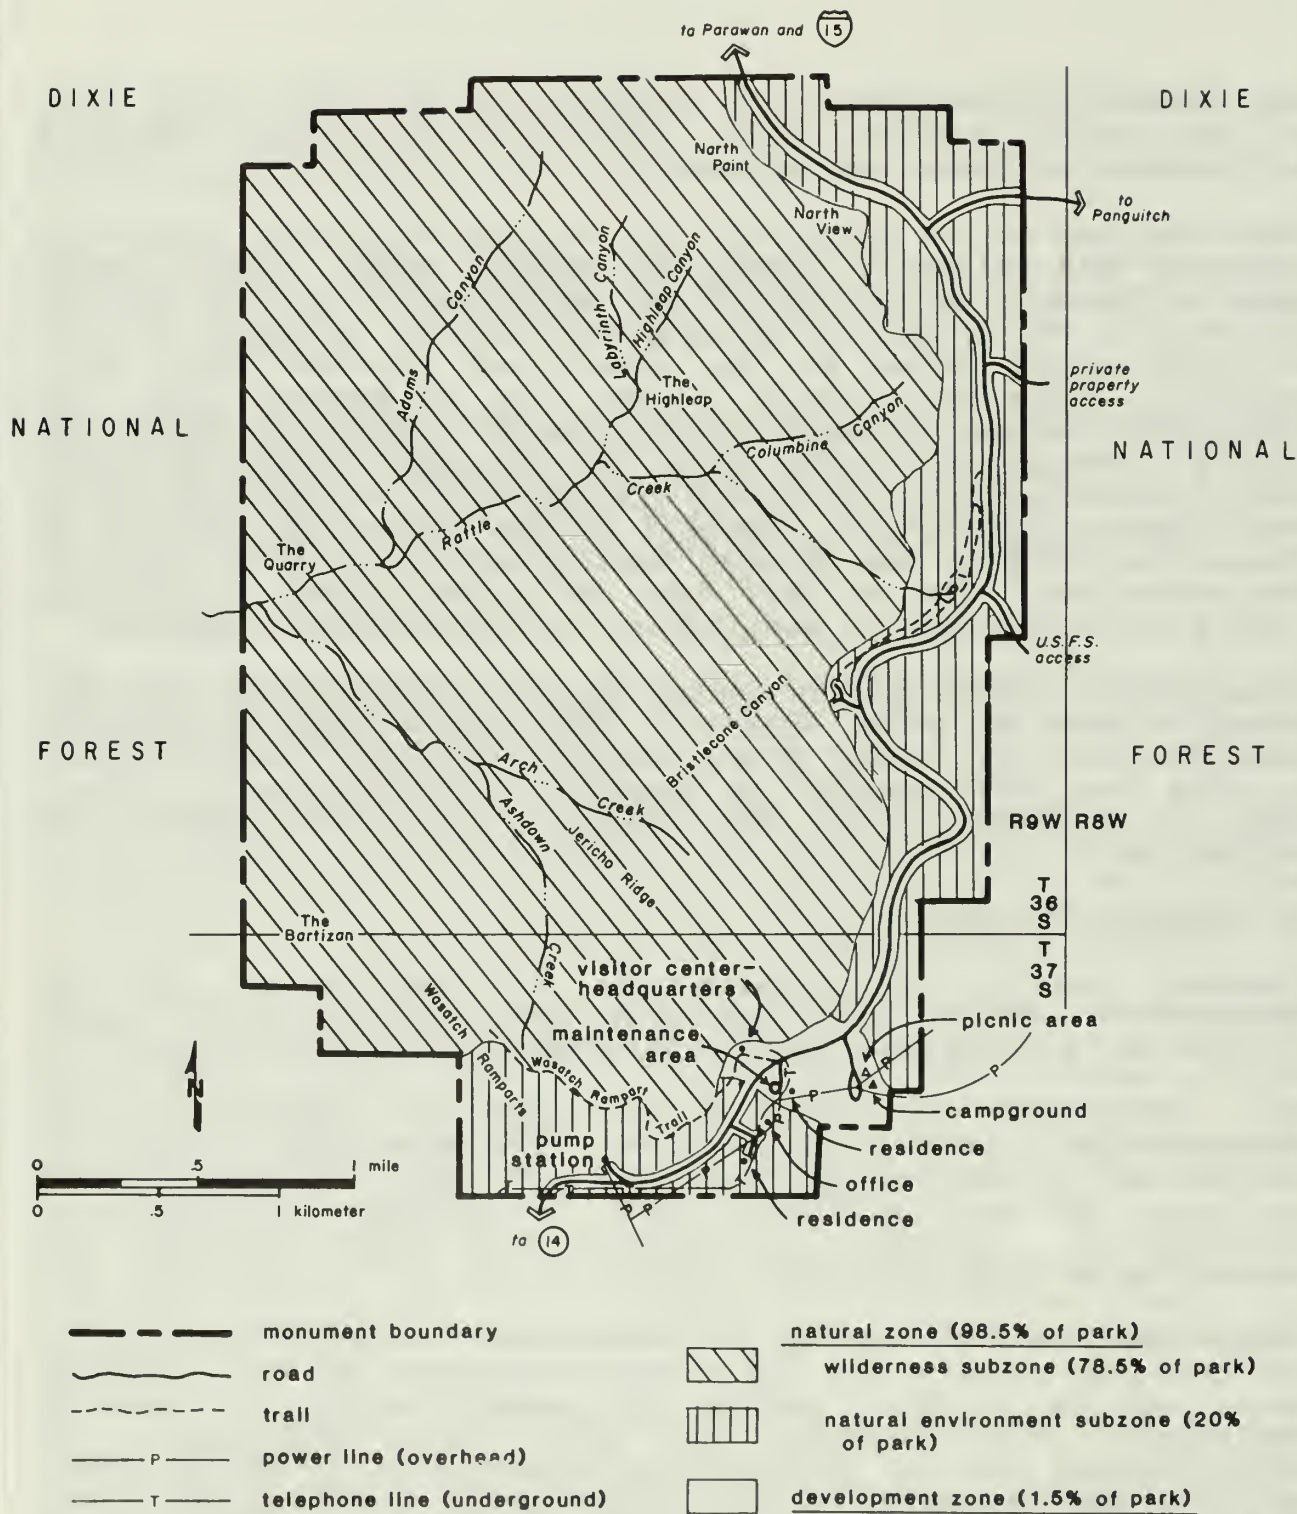 to Parawan and 15
DIXIE
DIXIE
North
Point
to
Panguitch
North
View
Adams Canyon
Labyrinth Canyon
Highleap Canyon
The
Highleap
private
property
access
NATIONAL
NATIONAL
Columbine Canyon
Rattle Creek
The
Quarry
U.S.F.S.
access
Bristlecone Canyon
FOREST
FOREST
Arch Creek
Ashdown Creek
Jericho Ridge
R9W R8W
T
36
S
The
Bartizan
T
37
S
visitor center-
headquarters
Wasatch Ramparts
maintenance
area
picnic area
N
Wasatch Rampart Trail
P
P
P
campground
pump
station
residence
0 .5 1 mile
office
0 .5 1 kilometer
residence
P
P
P
P
T
T
T
to 14
monument boundary
natural zone (98.5% of park)
road
wilderness subzone (78.5% of park)
trail
natural environment subzone (20%
of park)
P power line (overhead)
T telephone line (underground)
development zone (1.5% of park)